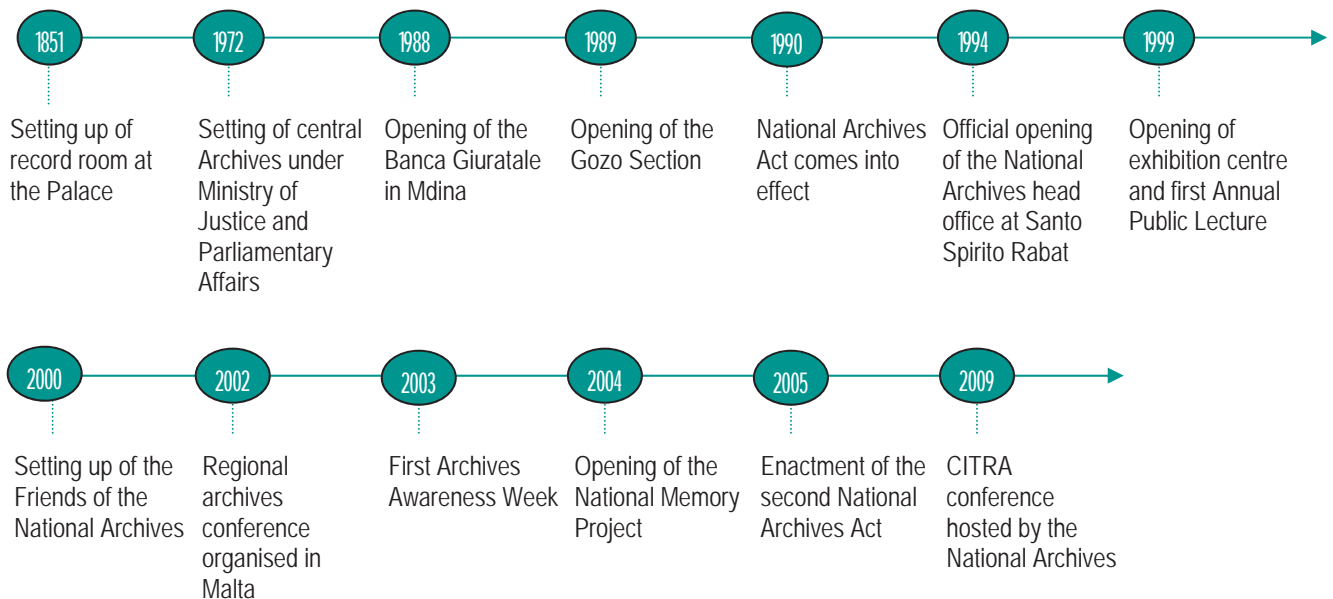 1851
1972
1988
1989
1990
1994
1999
Setting up of
record room at
the Palace
Setting of central
Archives under
Ministry of
Justice and
Parliamentary
Affairs
Opening of the
Banca Giuratale
in Mdina
Opening of the
Gozo Section
National Archives
Act comes into
effect
Official opening
of the National
Archives head
office at Santo
Spirito Rabat
Opening of
exhibition centre
and first Annual
Public Lecture
2000
2002
2003
2004
2005
2009
Setting up of the
Friends of the
National Archives
Regional
archives
conference
organised in
Malta
First Archives
Awareness Week
Opening of the
National Memory
Project
Enactment of the
second National
Archives Act
CITRA
conference
hosted by the
National Archives